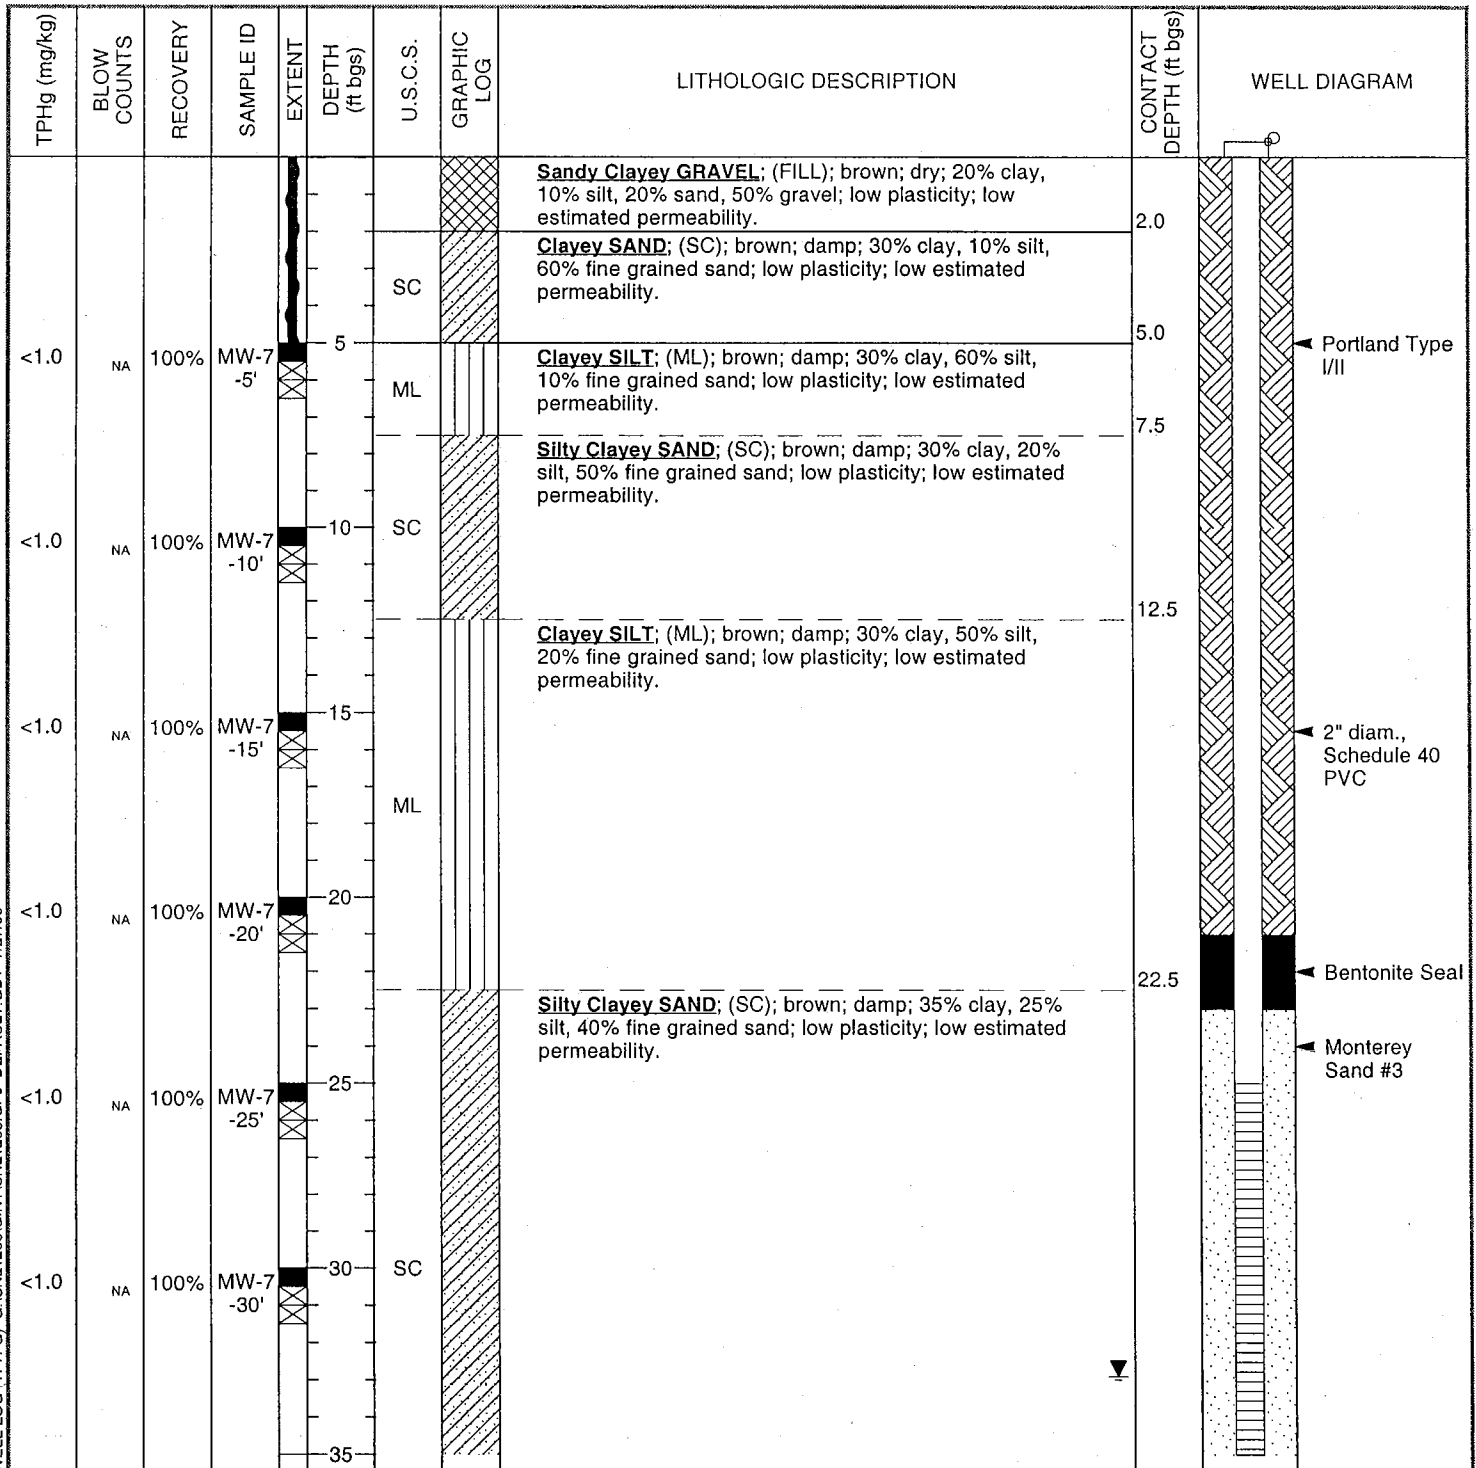 TPHg (mg/kg)
BLOW
COUNTS
RECOVERY
SAMPLE ID
EXTENT
DEPTH
(ft bgs)
U.S.C.S.
GRAPHIC
LOG
LITHOLOGIC DESCRIPTION
CONTACT
DEPTH (ft bgs)
WELL DIAGRAM
Sandy Clayey GRAVEL; (FILL); brown; dry; 20% clay,
10% silt, 20% sand, 50% gravel; low plasticity; low
estimated permeability.
2.0
Clayey SAND; (SC); brown; damp; 30% clay, 10% silt,
60% fine grained sand; low plasticity; low estimated
permeability.
SC
5.0
<1.0 NA 100% MW-7
-5'
5
Clayey SILT; (ML); brown; damp; 30% clay, 60% silt,
10% fine grained sand; low plasticity; low estimated
permeability.
ML
Portland Type
I/II
7.5
Silty Clayey SAND; (SC); brown; damp; 30% clay, 20%
silt, 50% fine grained sand; low plasticity; low estimated
permeability.
<1.0 NA 100% MW-7
-10'
10
SC
12.5
Clayey SILT; (ML); brown; damp; 30% clay, 50% silt,
20% fine grained sand; low plasticity; low estimated
permeability.
<1.0 NA 100% MW-7
-15'
15
2" diam.,
Schedule 40
PVC
ML
<1.0 NA 100% MW-7
-20'
20
22.5
Bentonite Seal
Silty Clayey SAND; (SC); brown; damp; 35% clay, 25%
silt, 40% fine grained sand; low plasticity; low estimated
permeability.
Monterey
Sand #3
<1.0 NA 100% MW-7
-25'
25
<1.0 NA 100% MW-7
-30'
30
SC
35